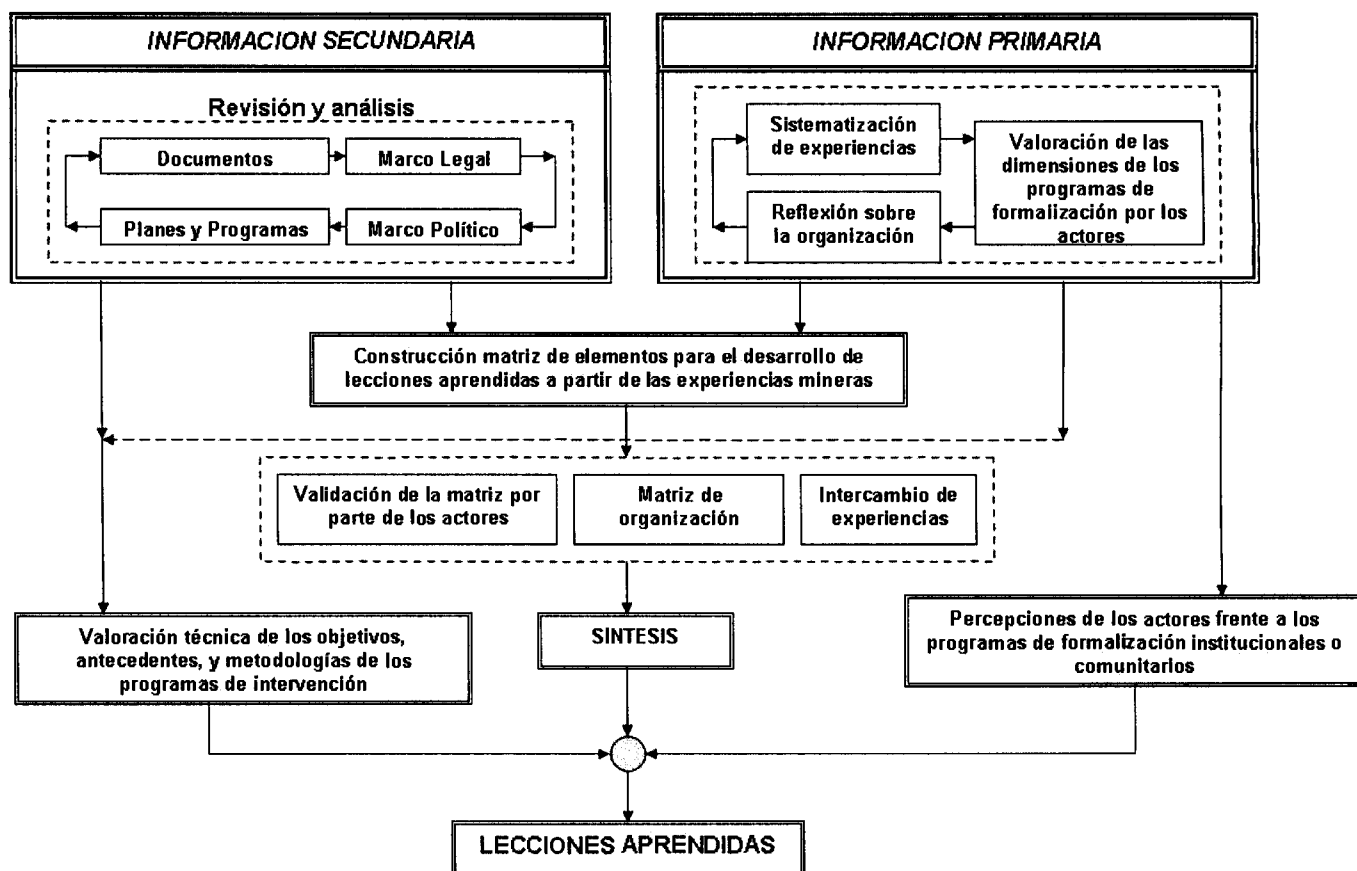 INFORMACION SECUNDARIA
Revisión y análisis
Documentos
Marco Legal
Planes y Programas
Marco Político
INFORMACION PRIMARIA
Sistematización
de experiencias
Valoración de las
dimensiones de los
programas de
formalización por los
actores
Reflexión sobre
la organización
Construcción matriz de elementos para el desarrollo de
lecciones aprendidas a partir de las experiencias mineras
Validación de la matriz por
parte de los actores
Matriz de
organización
Intercambio de
experiencias
Valoración técnica de los objetivos,
antecedentes, y metodologías de los
programas de intervención
SINTESIS
Percepciones de los actores frente a los
programas de formalización institucionales o
comunitarios
LECCIONES APRENDIDAS